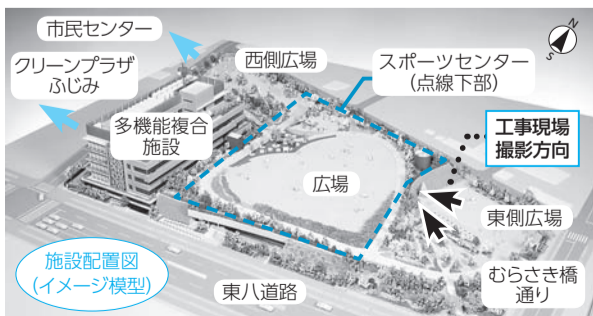 市民センター
西側広場
スポーツセンター
(点線下部)
N
S
クリーンプラザ
ふじみ
多機能複合
施設
工事現場
撮影方向
広場
東側広場
施設配置図
(イメージ模型)
東八道路
むらさき橋
通り